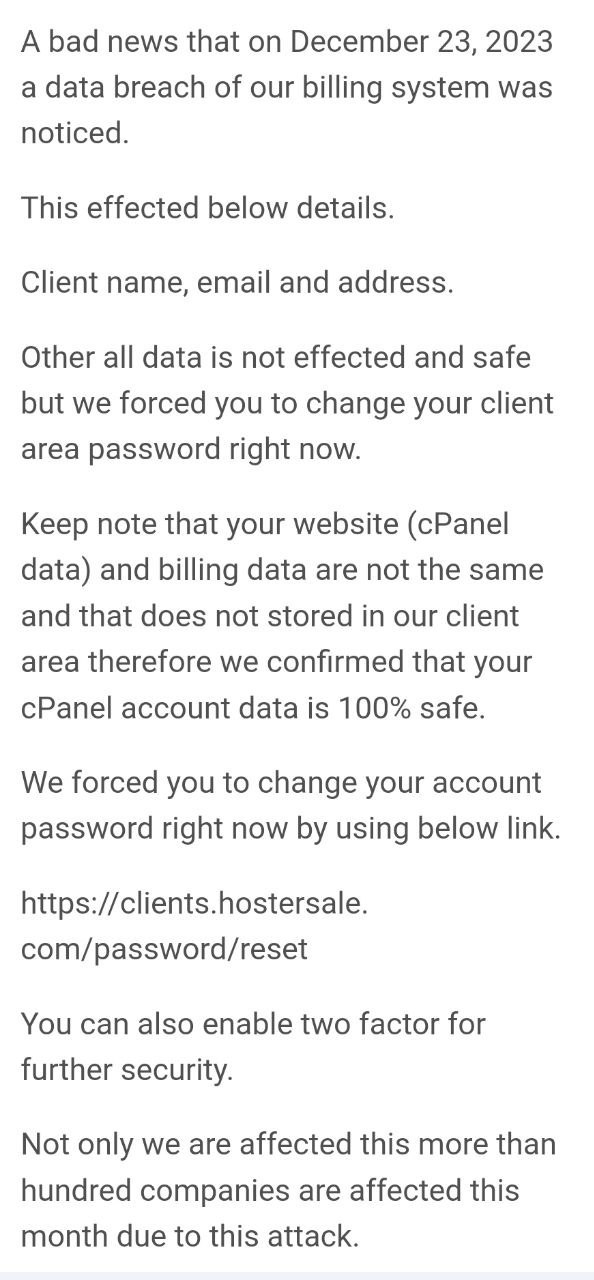 A bad news that on December 23, 2023
a data breach of our billing system was
noticed.
This effected below details.
Client name, email and address.
Other all data is not effected and safe
but we forced you to change your client
area password right now.
Keep note that your website (cPanel
data) and billing data are not the same
and that does not stored in our client
area therefore we confirmed that your
cPanel account data is 100% safe.
We forced you to change your account
password right now by using below link.
https://clients.hostersale.
com/password/reset
You can also enable two factor for
further security.
Not only we are affected this more than
hundred companies are affected this
month due to this attack.